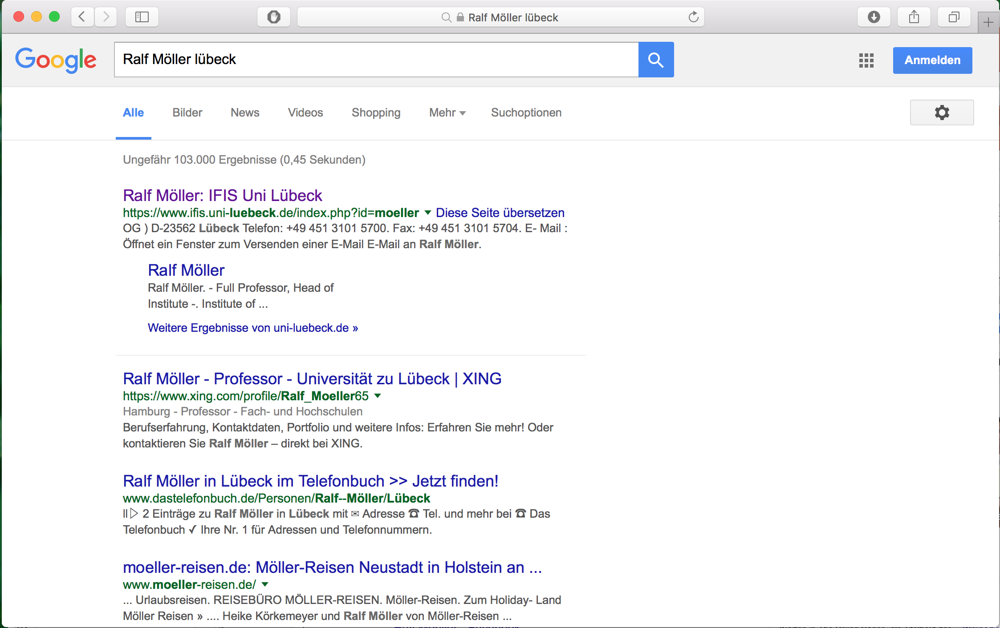 Ralf Möller lübeck
Google
Ralf Möller lübeck
Anmelden
Alle Bilder News Videos Shopping Mehr Suchoptionen
Ungefähr 103.000 Ergebnisse (0,45 Sekunden)
Ralf Möller: IFIS Uni Lübeck
https://www.ifis.uni-luebeck.de/index.php?id=moeller ▼ Diese Seite übersetzen
OG ) D-23562 Lübeck Telefon: +49 451 3101 5700. Fax: +49 451 3101 5704. E- Mail :
Öffnet ein Fenster zum Versenden einer E-Mail E-Mail an Ralf Möller.
Ralf Möller
Ralf Möller. - Full Professor, Head of
Institute -. Institute of ...
Weitere Ergebnisse von uni-luebeck.de »
Ralf Möller - Professor - Universität zu Lübeck | XING
https://www.xing.com/profile/Ralf_Moeller65 ▼
Hamburg - Professor - Fach- und Hochschulen
Berufserfahrung, Kontaktdaten, Portfolio und weitere Infos: Erfahren Sie mehr! Oder
kontaktieren Sie Ralf Möller – direkt bei XING.
Ralf Möller in Lübeck im Telefonbuch >> Jetzt finden!
www.dastelefonbuch.de/Personen/Ralf--Möller/Lübeck
ll▷ 2 Einträge zu Ralf Möller in Lübeck mit ✉ Adresse ☎ Tel. und mehr bei ☎ Das
Telefonbuch ✓ Ihre Nr. 1 für Adressen und Telefonnummern.
moeller-reisen.de: Möller-Reisen Neustadt in Holstein an ...
www.moeller-reisen.de/ ▼
... Urlaubsreisen. REISEBÜRO MÖLLER-REISEN. Möller-Reisen. Zum Holiday- Land
Möller Reisen » .... Heike Körkemeyer und Ralf Möller von Möller-Reisen ...